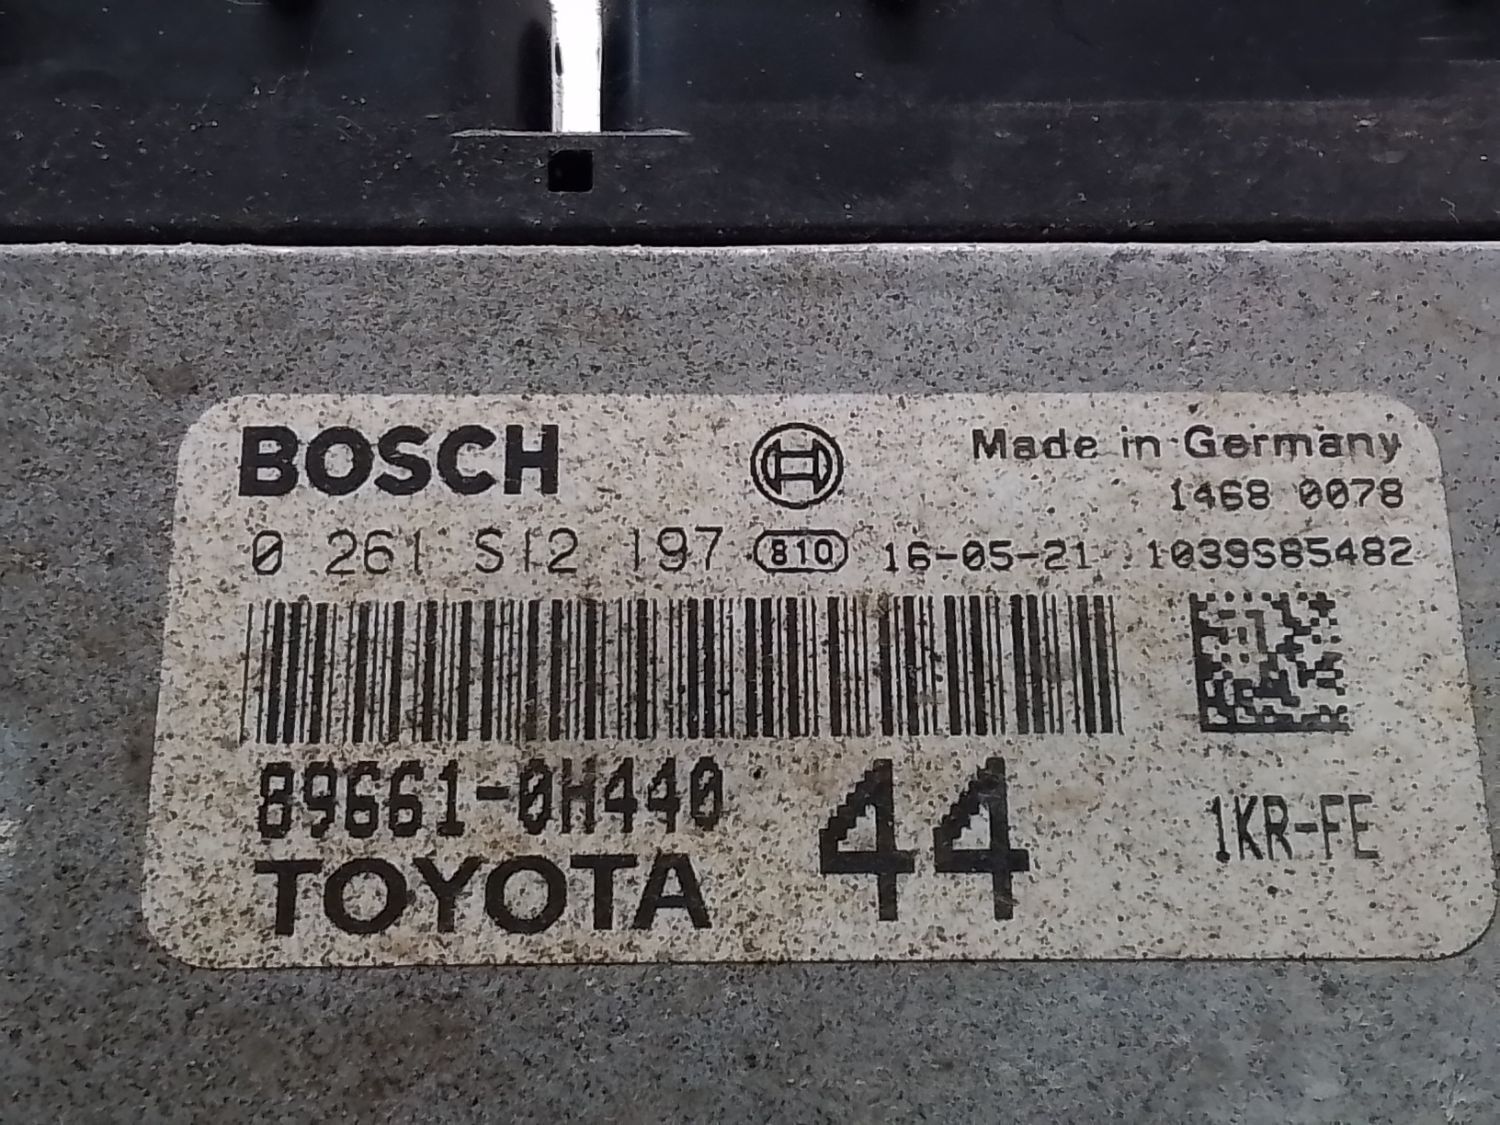 BOSCH
Made in Germany
1468 0078
0 261 S12 197 810 16-05-21 1039S85482
89661-0H440 44 1KR-FE
TOYOTA